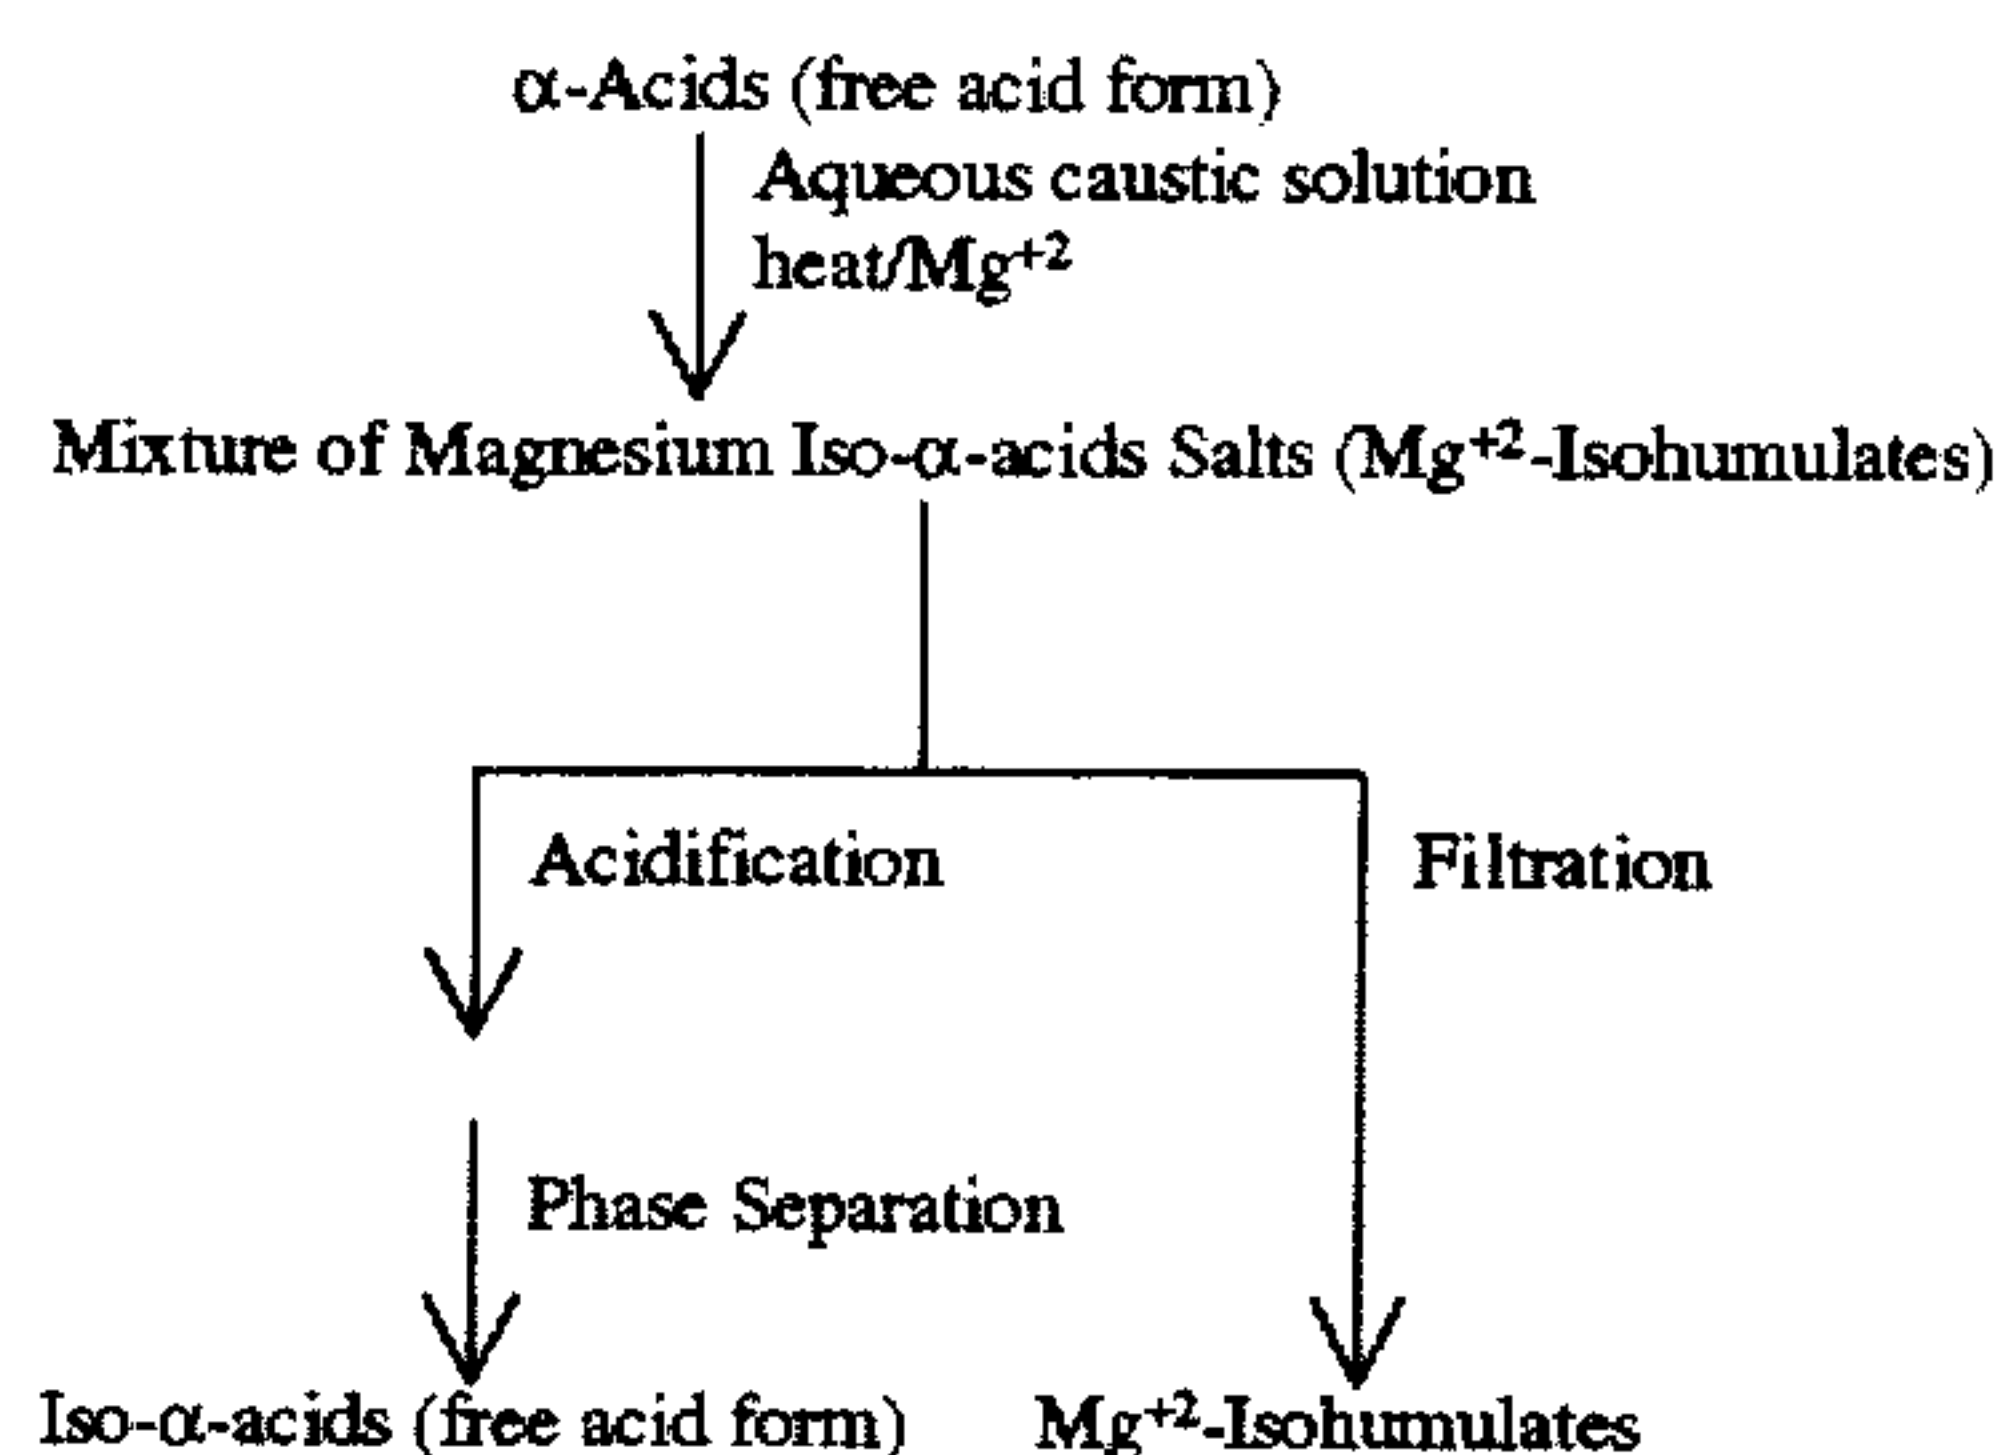 α-Acids (free acid form)
Aqueous caustic solution
heat/Mg⁺²
Mixture of Magnesium Iso-α-acids Salts (Mg⁺²-Isohumulates)
Acidification
Filtration
Phase Separation
Iso-α-acids (free acid form)
Mg⁺²-Isohumulates